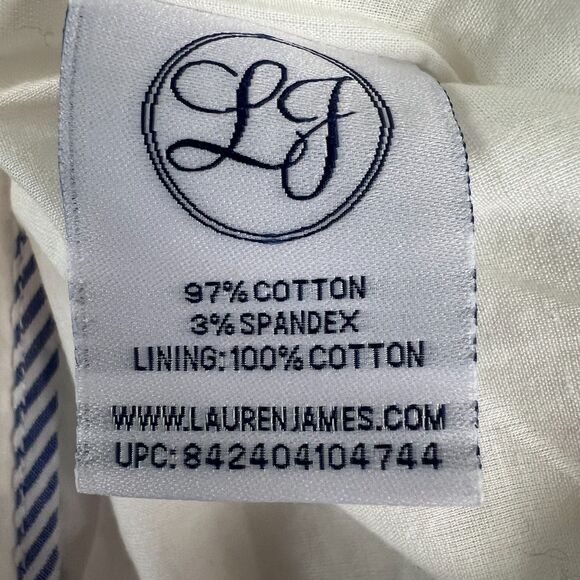 LJ
97% COTTON
3% SPANDEX
LINING: 100% COTTON
WWW.LAURENJAMES.COM
UPC: 842404104744